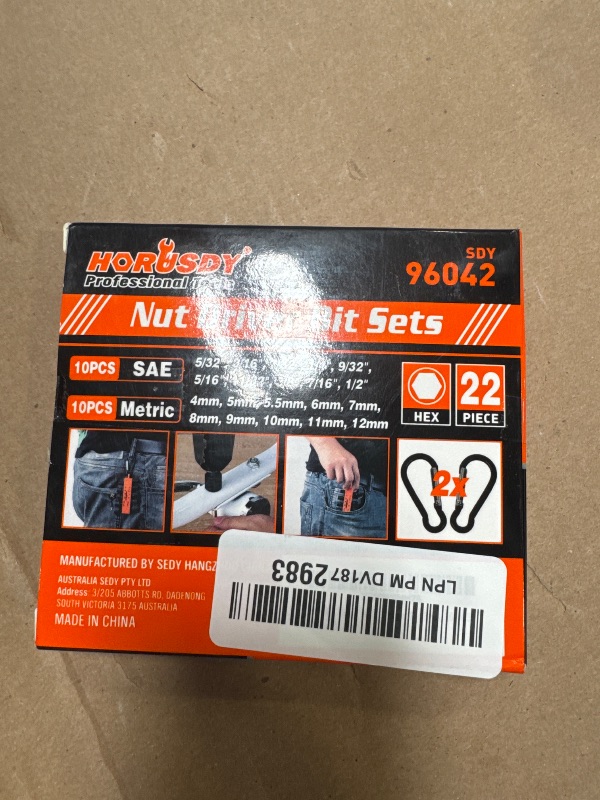 HORUSDY®
Professional
SDY
96042
Nut Bit Sets
10PCS SAE
5/32" 9/32",
5/16" 7/16", 1/2"
10PCS Metric
4mm, 5mm, 5.5mm, 6mm, 7mm,
8mm, 9mm, 10mm, 11mm, 12mm
HEX
22
PIECE
2x
MANUFACTURED BY SEDY HANGZ
AUSTRALIA SEDY PTY LTD
Address: 3/205 ABBOTTS RD, DADENONG
SOUTH VICTORIA 3175 AUSTRALIA
MADE IN CHINA
LPN PM DV1872983